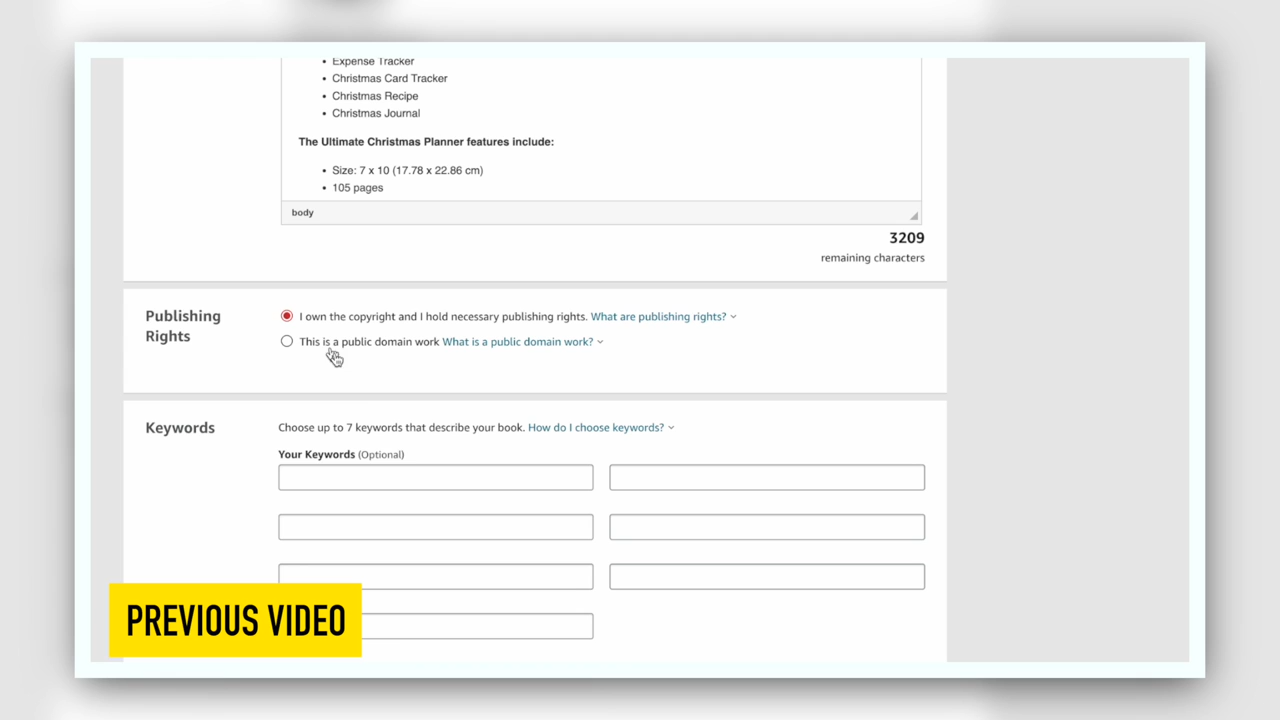 Expense Tracker
Christmas Card Tracker
Christmas Recipe
Christmas Journal
The Ultimate Christmas Planner features include:
Size: 7 x 10 (17.78 x 22.86 cm)
105 pages
body
3209
remaining characters
Publishing Rights
I own the copyright and I hold necessary publishing rights. What are publishing rights?
This is a public domain work What is a public domain work?
Keywords
Choose up to 7 keywords that describe your book. How do I choose keywords?
Your Keywords (Optional)
PREVIOUS VIDEO